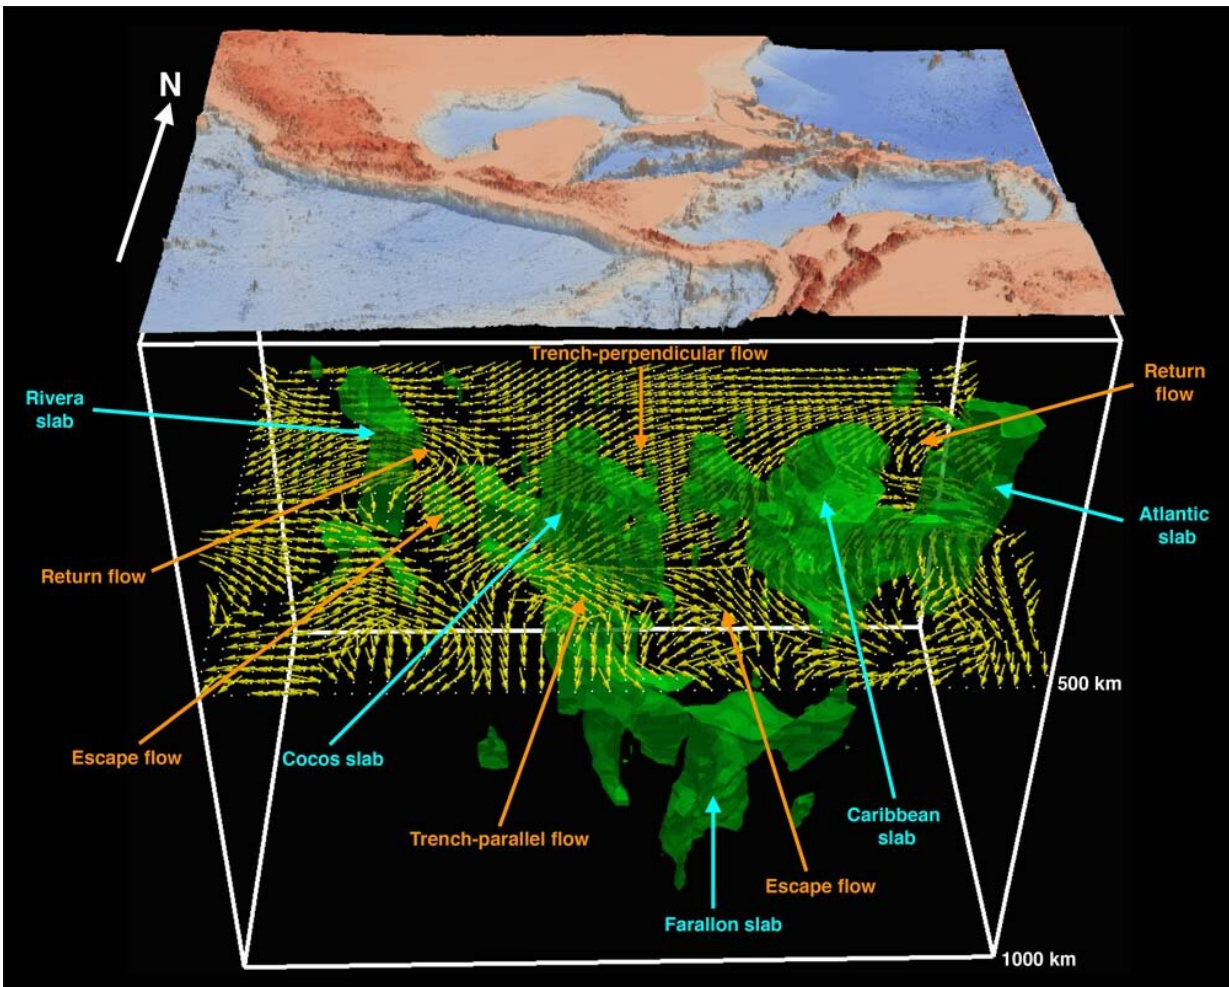 N
Trench-perpendicular flow
Return
flow
Rivera
slab
Atlantic
slab
Return flow
500 km
Escape flow
Cocos slab
Caribbean
slab
Trench-parallel flow
Escape flow
Farallon slab
1000 km